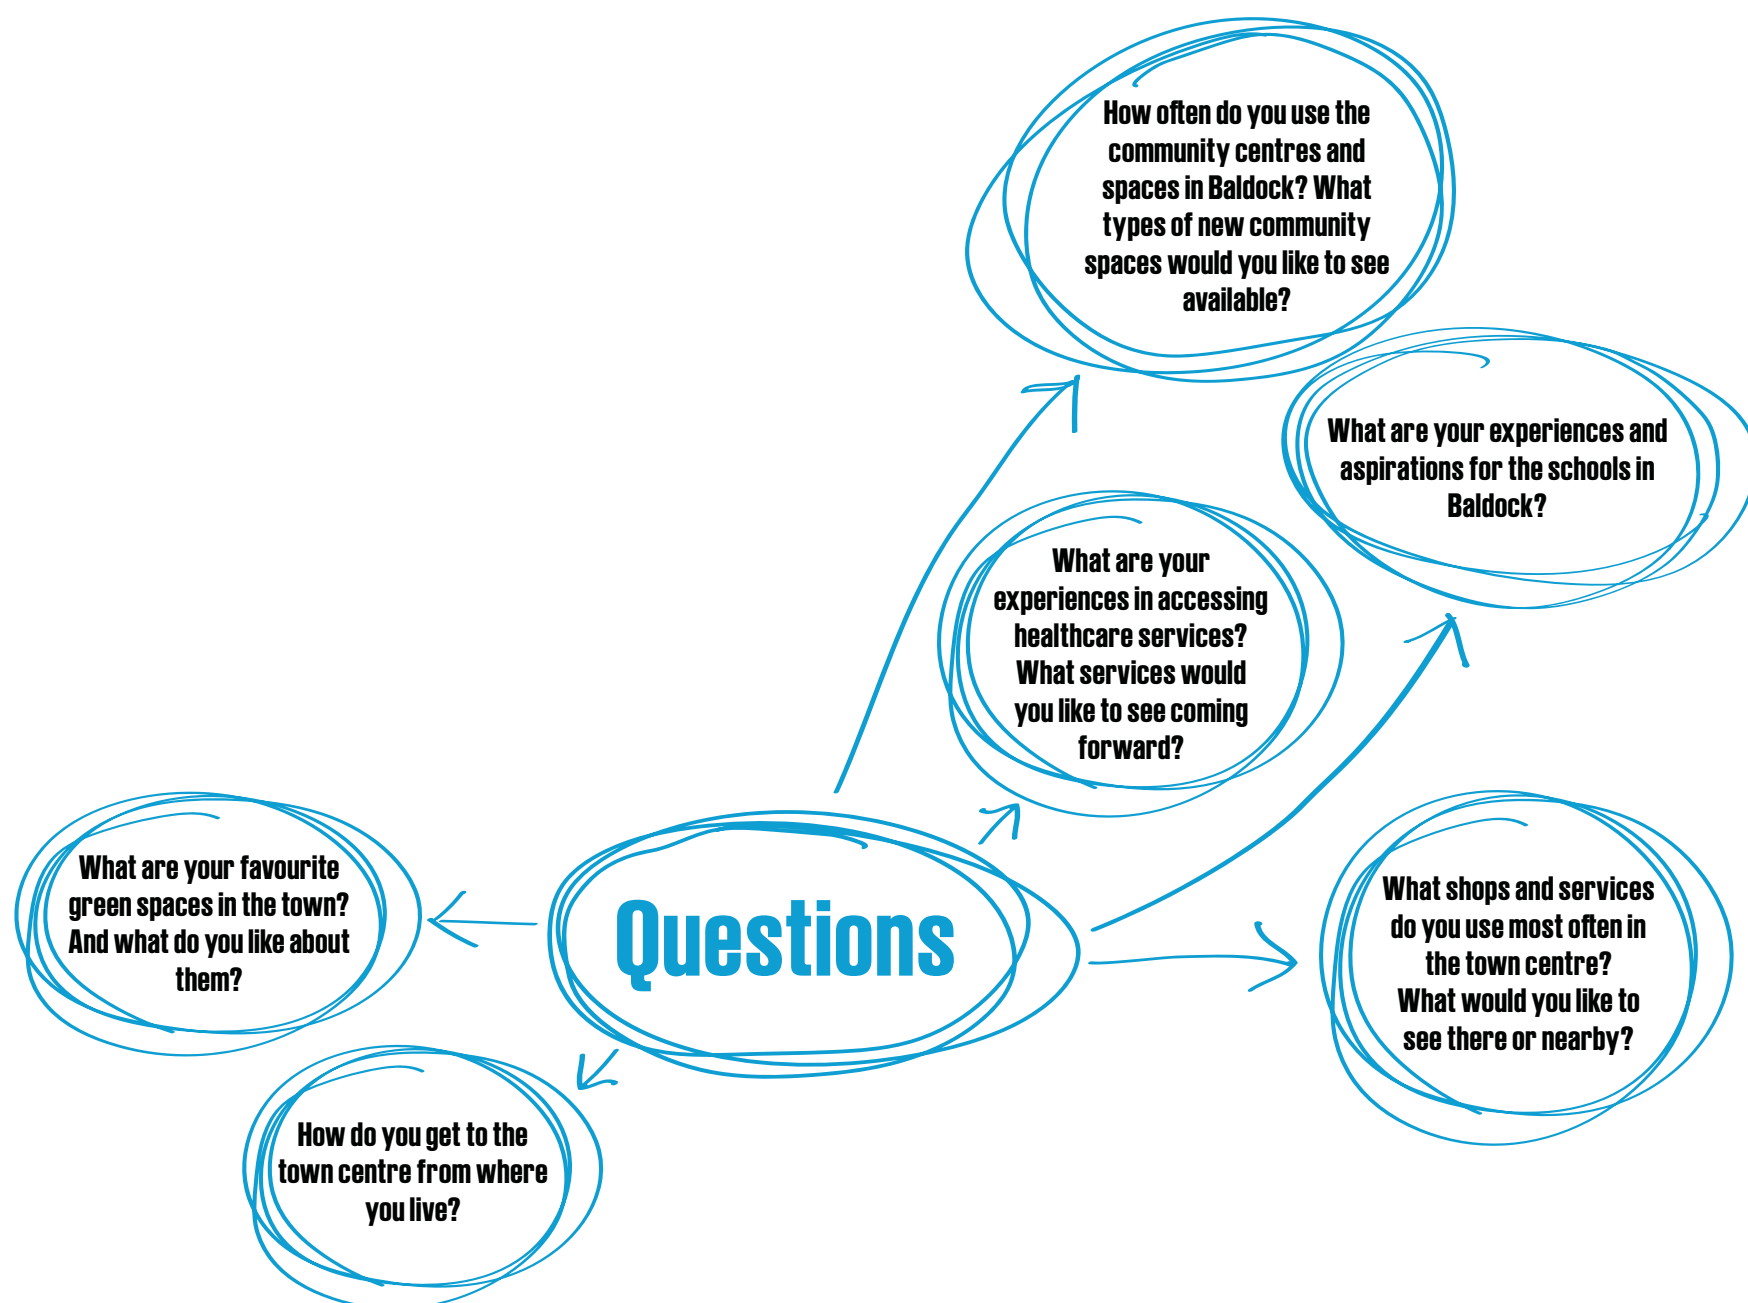 How often do you use the
community centres and
spaces in Baldock? What
types of new community
spaces would you like to see
available?
What are your experiences and
aspirations for the schools in
Baldock?
What are your
experiences in accessing
healthcare services?
What services would
you like to see coming
forward?
What are your favourite
green spaces in the town?
And what do you like about
them?
Questions
What shops and services
do you use most often in
the town centre?
What would you like to
see there or nearby?
How do you get to the
town centre from where
you live?